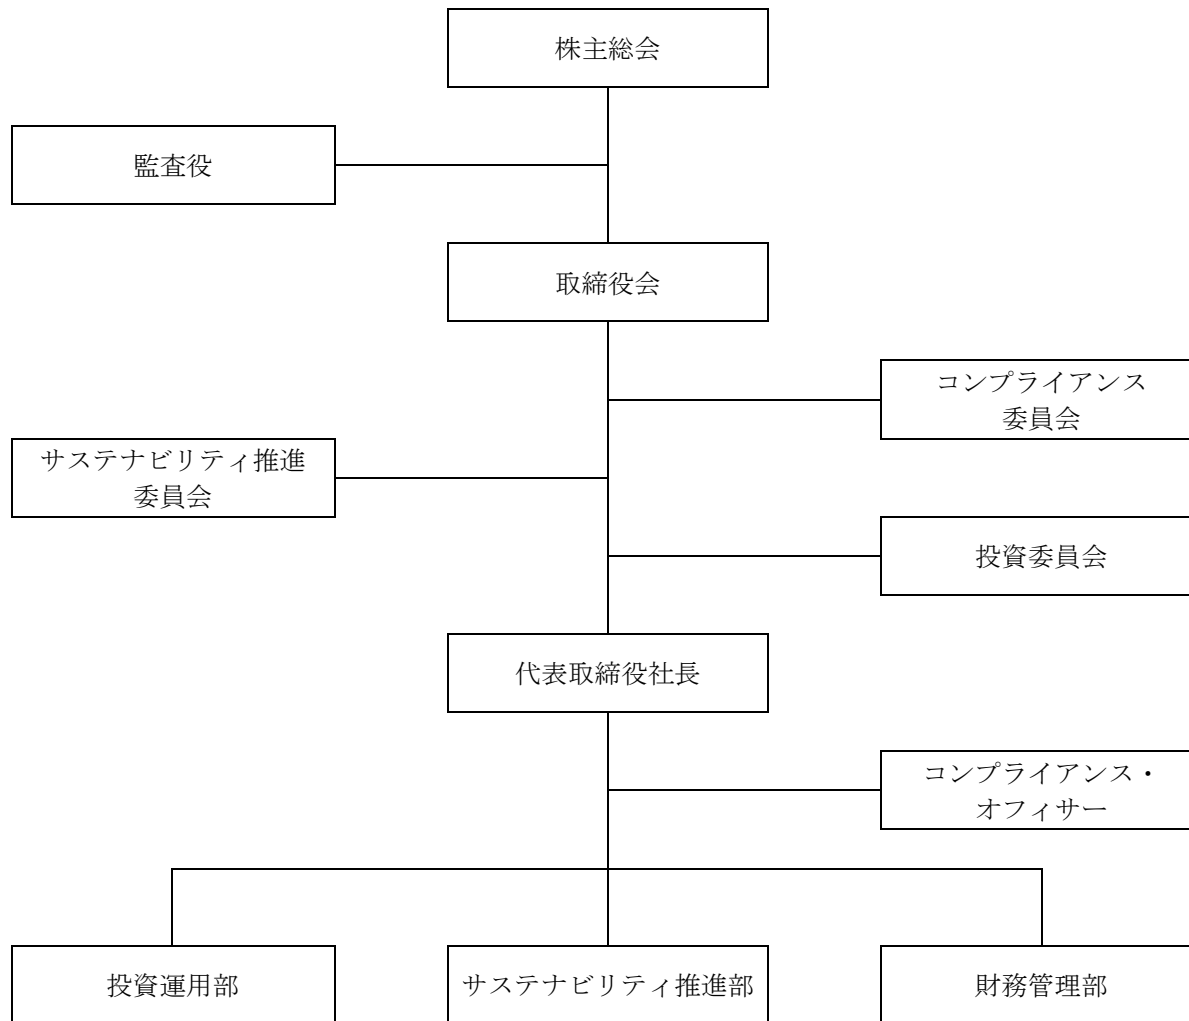 株主総会
監査役
取締役会
コンプライアンス
委員会
サステナビリティ推進
委員会
投資委員会
代表取締役社長
コンプライアンス・
オフィサー
投資運用部
サステナビリティ推進部
財務管理部